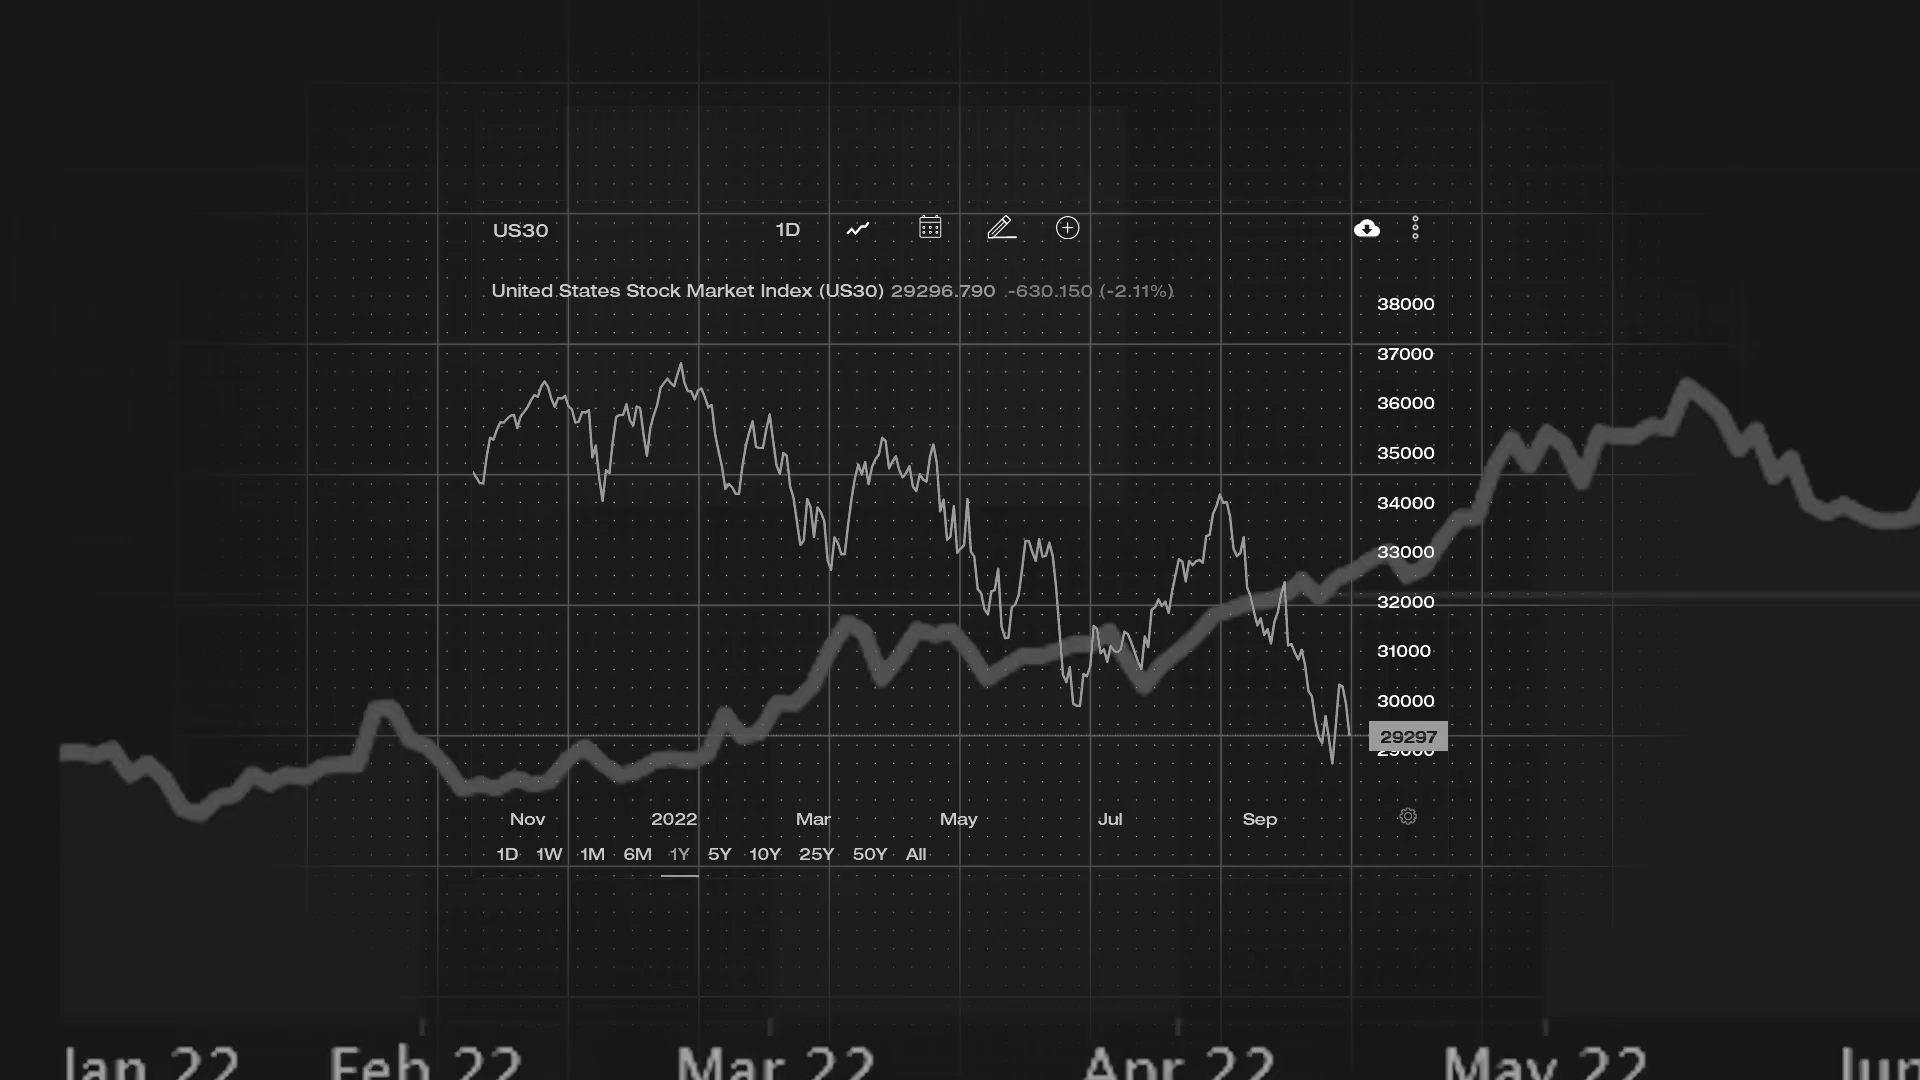 US30 1D
United States Stock Market Index (US30) 29296.790 -630.150 (-2.11%)
38000
37000
36000
35000
34000
33000
32000
31000
30000
29297
29000
Nov 2022 Mar May Jul Sep
1D 1W 1M 6M 1Y 5Y 10Y 25Y 50Y All
Jan 22 Feb 22 Mar 22 Apr 22 May 22 Jun